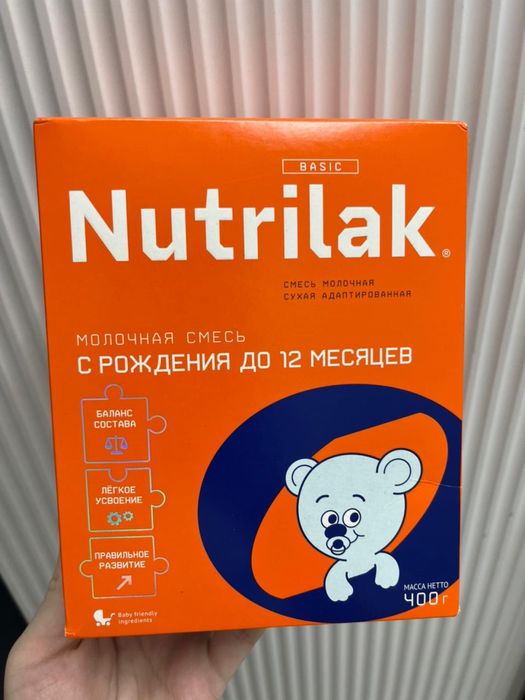 BASIC
Nutrilak®
СМЕСЬ МОЛОЧНАЯ
СУХАЯ АДАПТИРОВАННАЯ
МОЛОЧНАЯ СМЕСЬ
С РОЖДЕНИЯ ДО 12 МЕСЯЦЕВ
БАЛАНС
СОСТАВА
ЛЁГКОЕ
УСВОЕНИЕ
ПРАВИЛЬНОЕ
РАЗВИТИЕ
Baby friendly
ingredients
МАССА НЕТТО
400 г